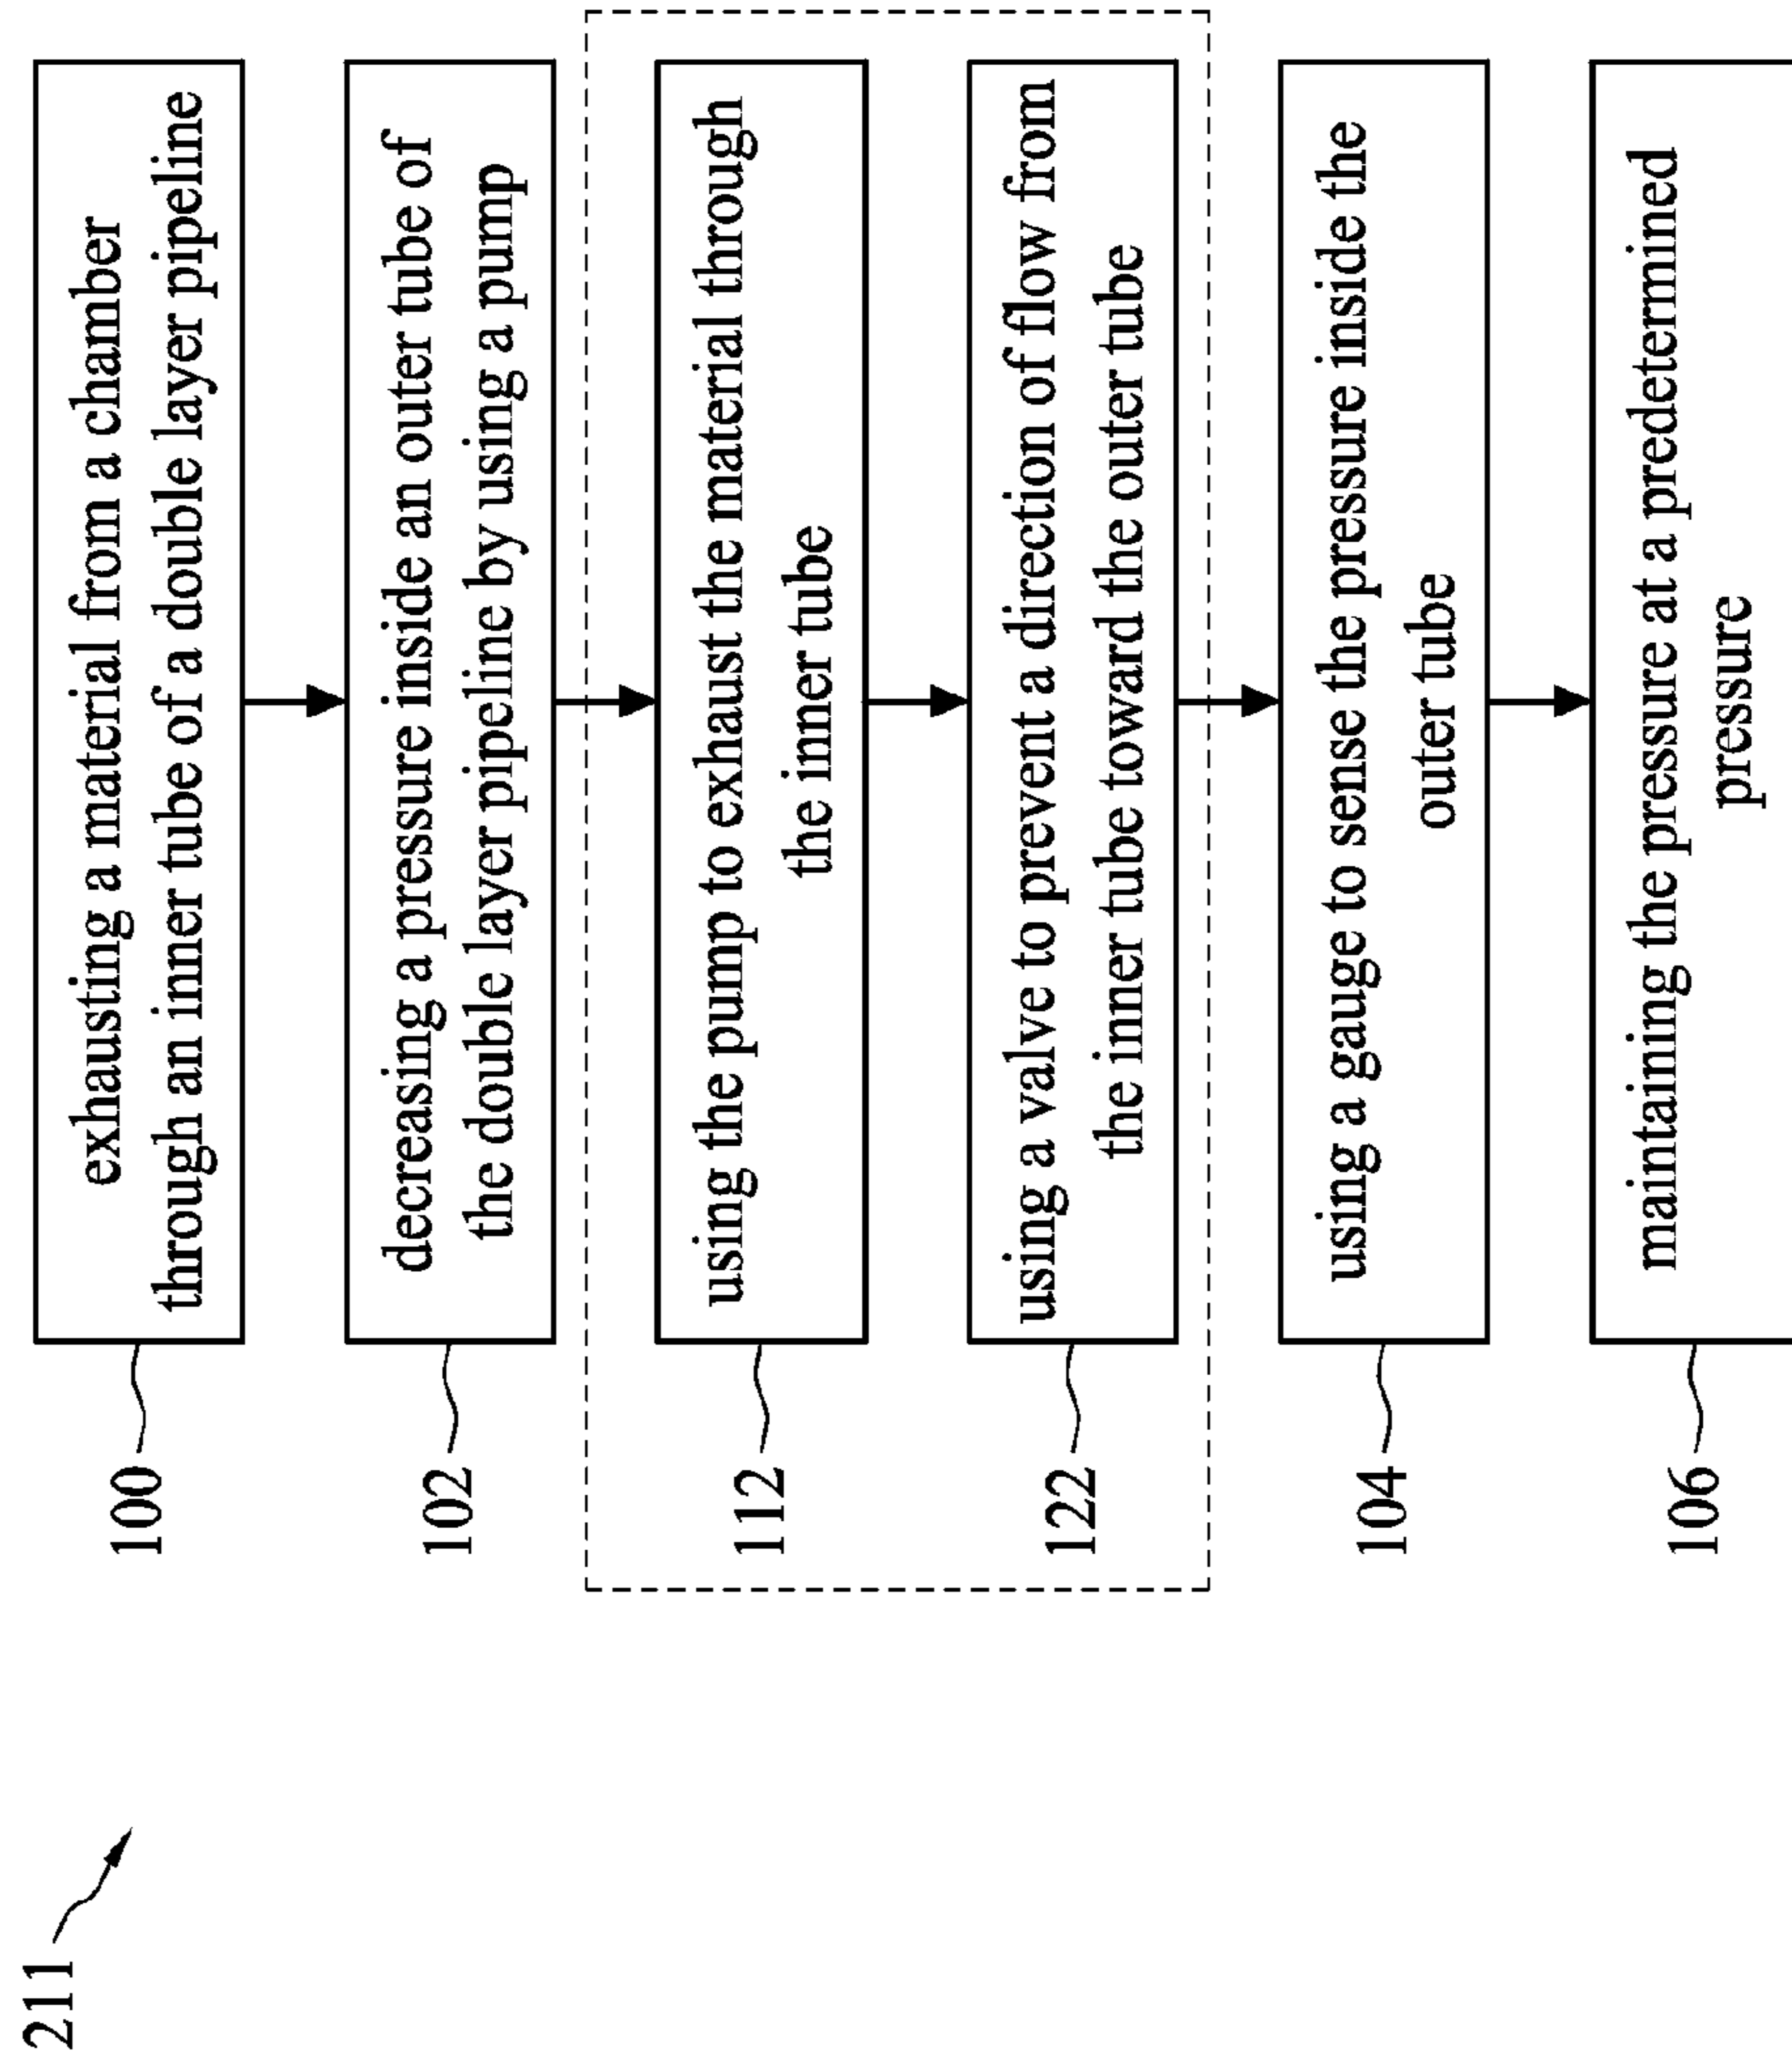 211
100
exhausting a material from a chamber
through an inner tube of a double layer pipeline
102
decreasing a pressure inside an outer tube of
the double layer pipeline by using a pump
112
using the pump to exhaust the material through
the inner tube
122
using a valve to prevent a direction of flow from
the inner tube toward the outer tube
104
using a gauge to sense the pressure inside the
outer tube
106
maintaining the pressure at a predetermined
pressure